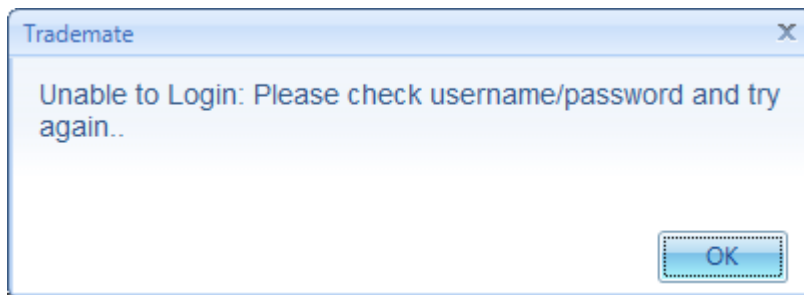 Trademate
Unable to Login: Please check username/password and try
again..
OK